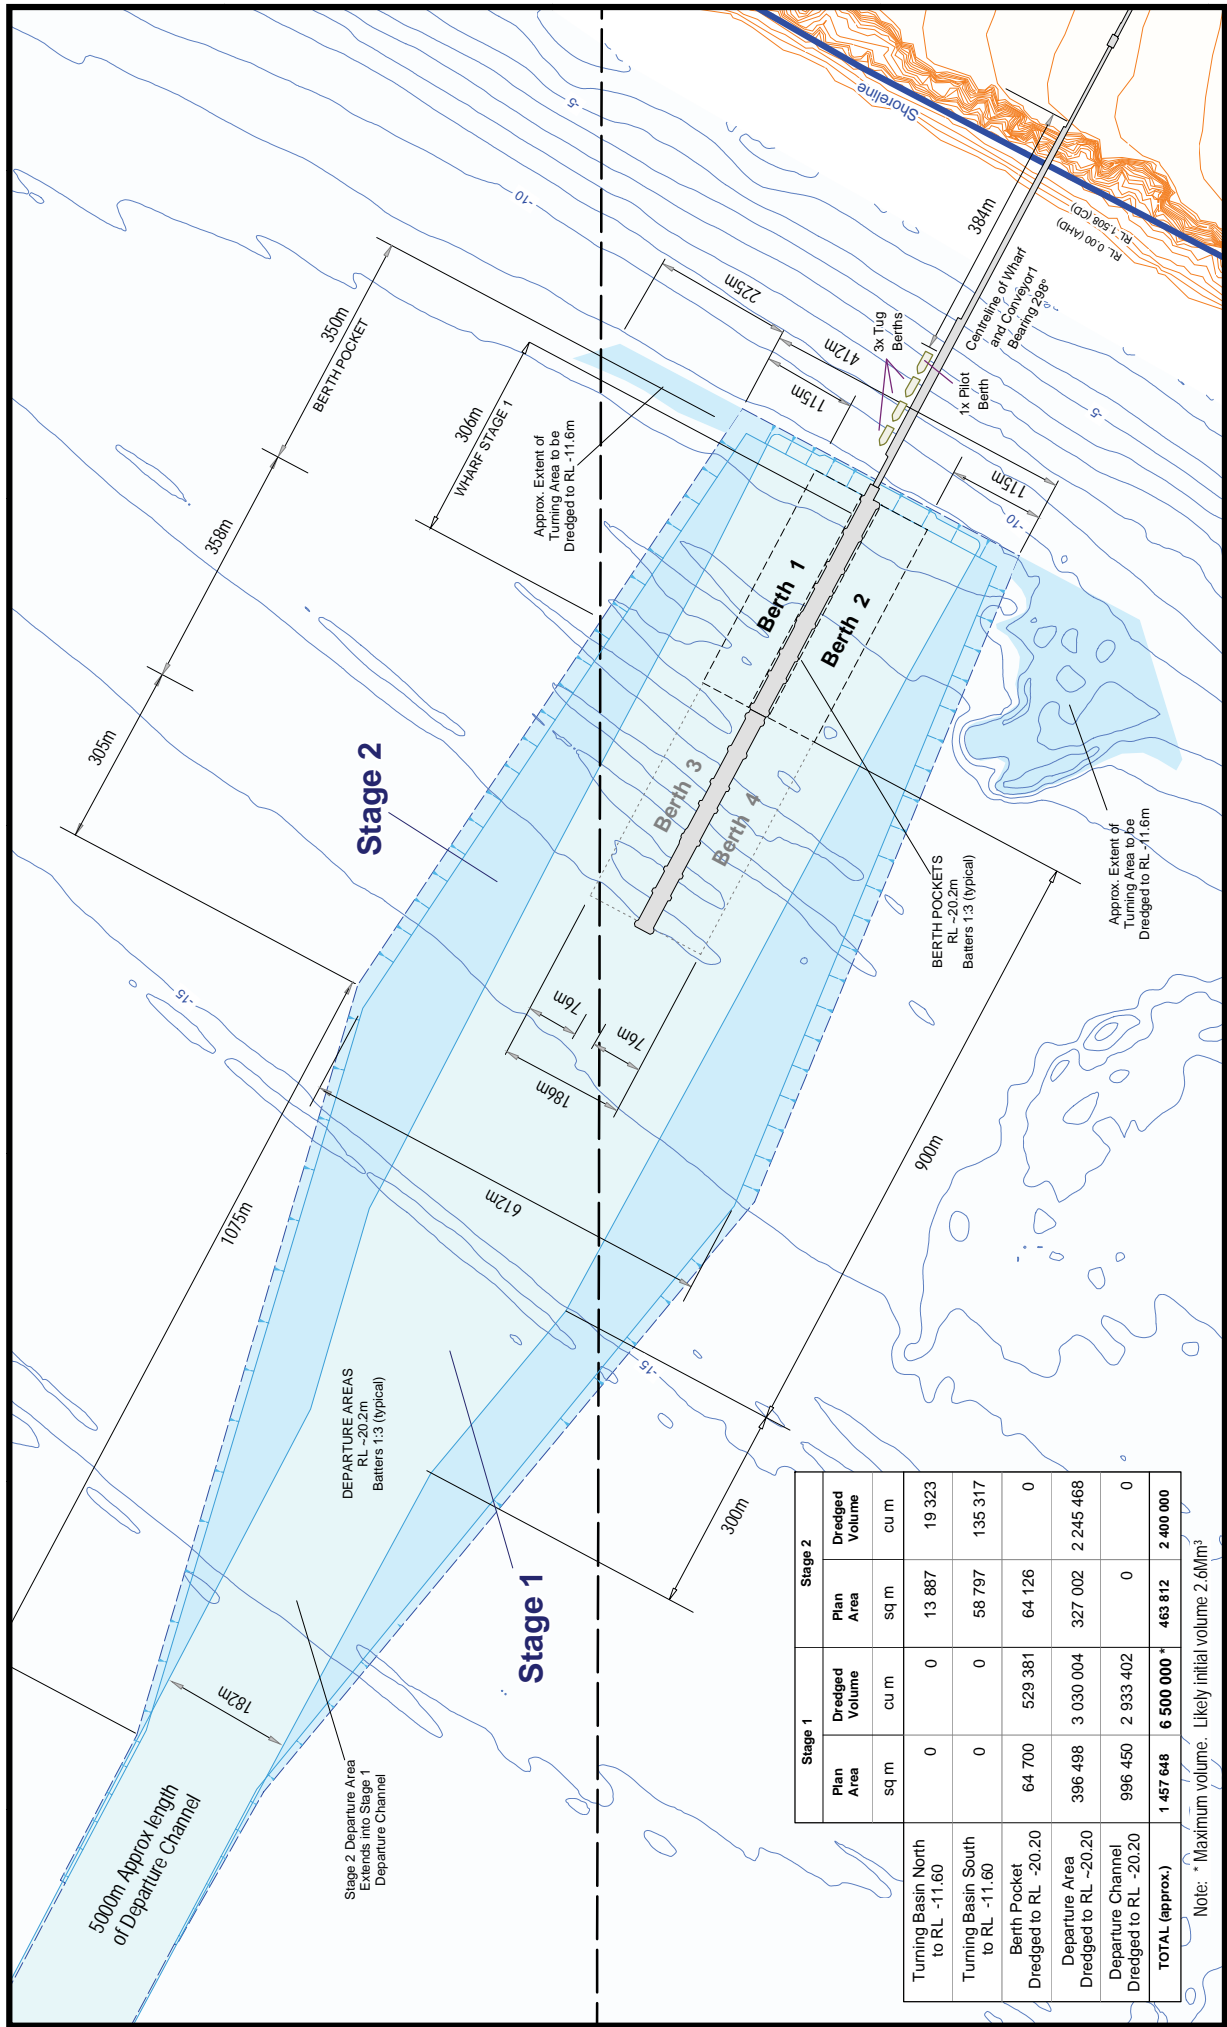 5000m Approx length
of Departure Channel
Stage 2 Departure Area
Extends into Stage 1
Departure Channel
182m
1075m
DEPARTURE AREAS
RL ~20.2m
Batters 1:3 (typical)
Stage 1
Stage 2
305m
358m
350m
BERTH POCKET
306m
WHARF STAGE 1
Approx. Extent of
Turning Area to be
Dredged to RL -11.6m
225m
412m
115m
115m
3x Tug
Berths
1x Pilot
Berth
384m
Centreline of Wharf
and Conveyor1
Bearing 298°
Shoreline
RL 0.00 (AHD)
RL 1.508 (CD)
-5
-10
-15
-5
-10
-15
Berth 1
Berth 2
Berth 3
Berth 4
76m
76m
186m
612m
BERTH POCKETS
RL ~20.2m
Batters 1:3 (typical)
Approx. Extent of
Turning Area to be
Dredged to RL -11.6m
900m
300m
Stage 1 Stage 2
Plan Area Dredged Volume Plan Area Dredged Volume
sq m cu m sq m cu m
Turning Basin North to RL -11.60 0 0 13 887 19 323
Turning Basin South to RL -11.60 0 0 58 797 135 317
Berth Pocket Dredged to RL -20.20 64 700 529 381 64 126 0
Departure Area Dredged to RL ~20.20 396 498 3 030 004 327 002 2 245 468
Departure Channel Dredged to RL -20.20 996 450 2 933 402 0 0
TOTAL (approx.) 1 457 648 6 500 000 * 463 812 2 400 000
Note: * Maximum volume. Likely initial volume 2.6Mm³